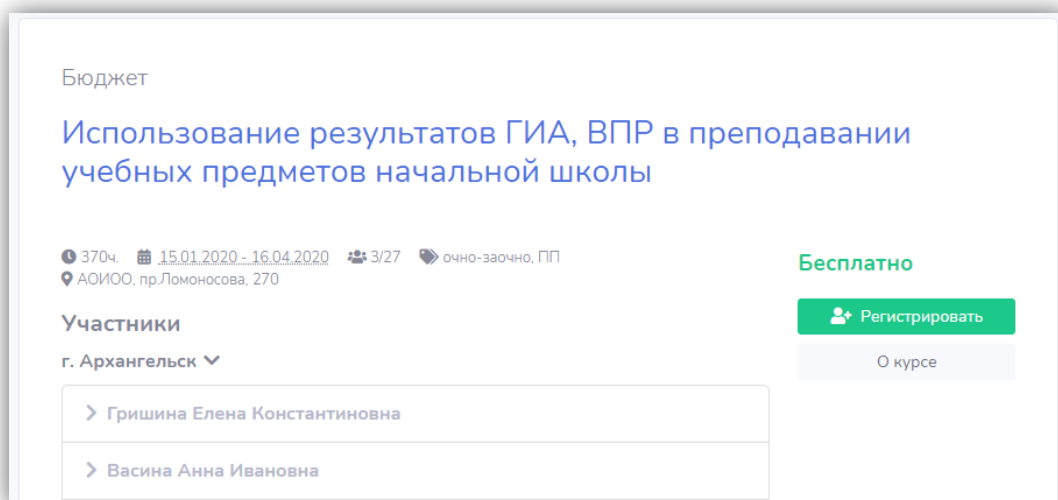 Бюджет
Использование результатов ГИА, ВПР в преподавании
учебных предметов начальной школы
370ч. 15.01.2020 - 16.04.2020 3/27 очно-заочно, ПП
АОИОО, пр.Ломоносова, 270
Бесплатно
Регистрировать
О курсе
Участники
г. Архангельск
Гришина Елена Константиновна
Васина Анна Ивановна